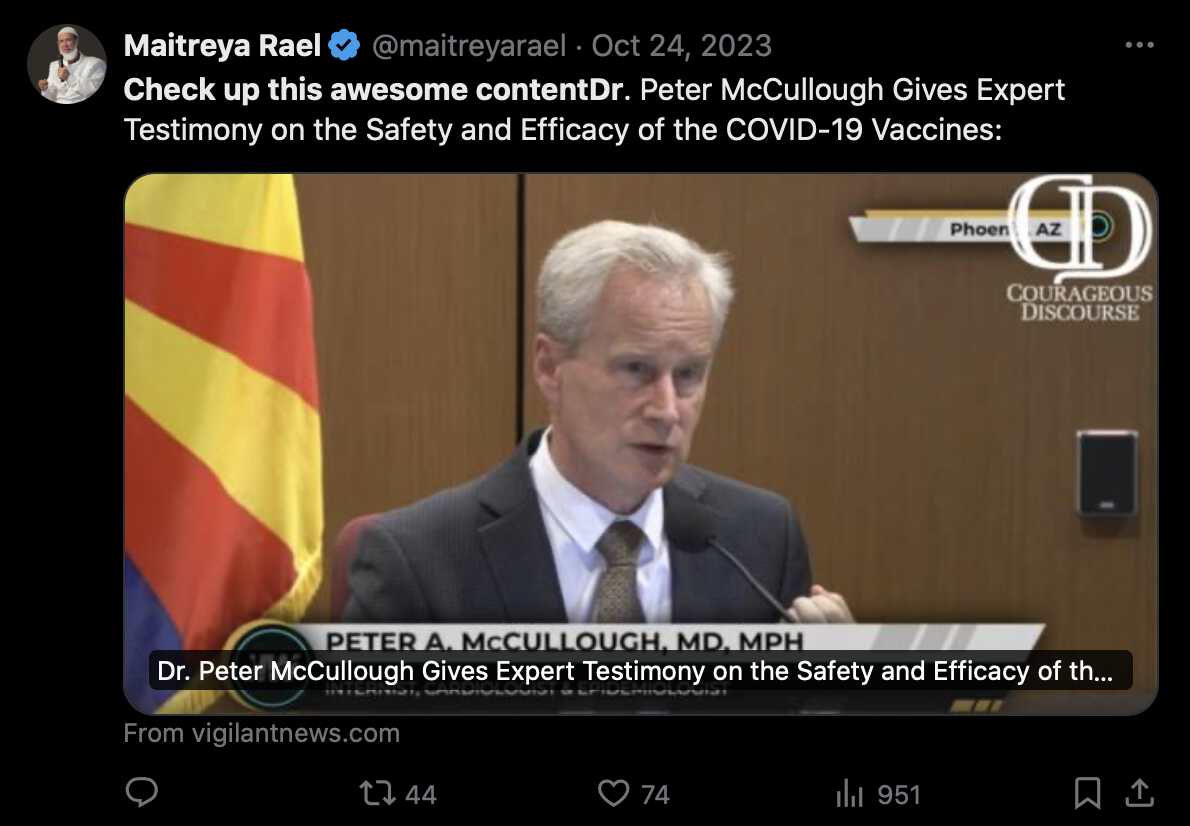 Maitreya Rael @maitreyarael · Oct 24, 2023
Check up this awesome contentDr. Peter McCullough Gives Expert
Testimony on the Safety and Efficacy of the COVID-19 Vaccines:
Phoen AZ
COURAGEOUS
DISCOURSE
PETER A. McCULLOUGH, MD, MPH
Dr. Peter McCullough Gives Expert Testimony on the Safety and Efficacy of th...
INTERNIST, CARDIOLOGIST & EPIDEMIOLOGIST
From vigilantnews.com
44
74
951